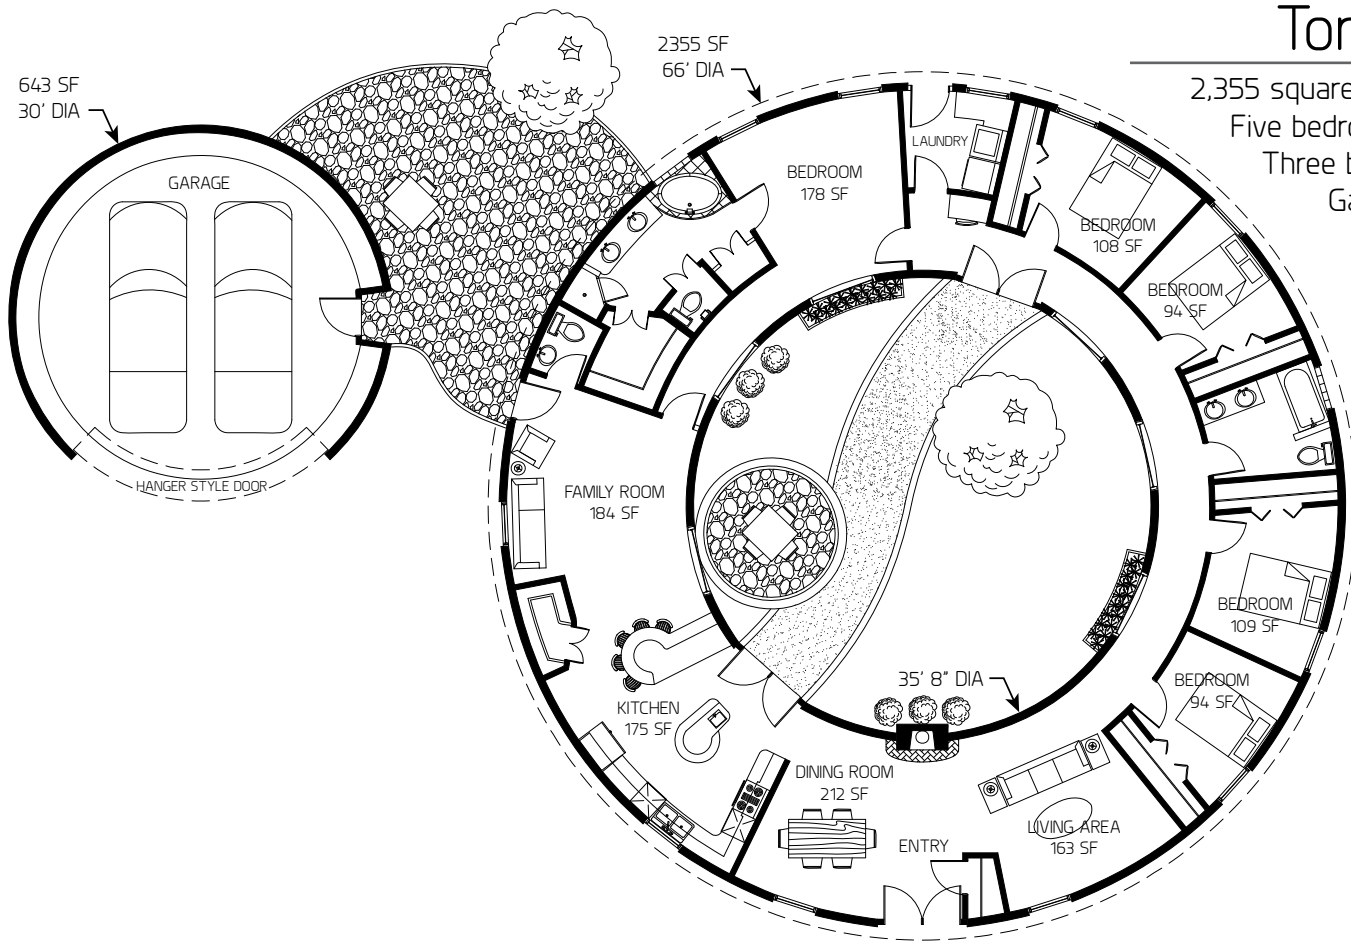 Tor
2,355 square
Five bedro
Three b
Ga
643 SF
30' DIA
2355 SF
66' DIA
GARAGE
HANGER STYLE DOOR
BEDROOM
178 SF
LAUNDRY
BEDROOM
108 SF
BEDROOM
94 SF
FAMILY ROOM
184 SF
BEDROOM
109 SF
BEDROOM
94 SF
35' 8" DIA
KITCHEN
175 SF
DINING ROOM
212 SF
ENTRY
LIVING AREA
163 SF